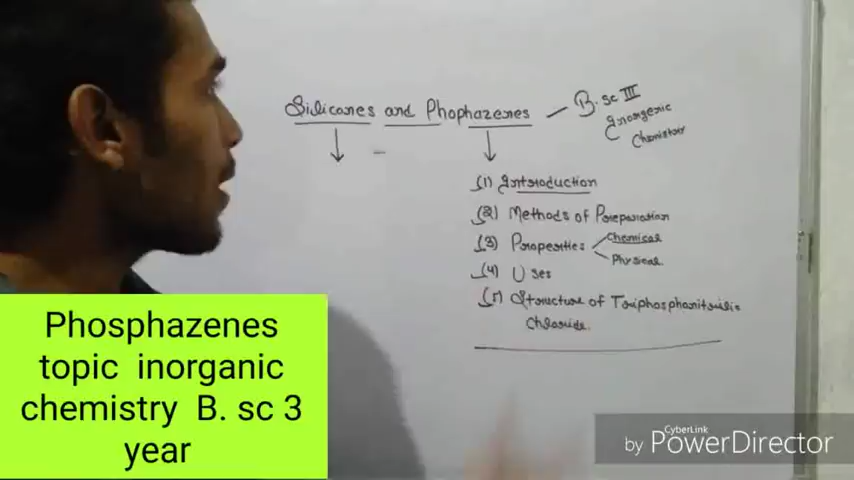 Silicones and Phophazenes — B.sc III
Inorganic
Chemistry
(1) Introduction
(2) Methods of Preparation
(3) Properties Chemical
Physical
(4) Uses
(5) Structure of Triphosphonitrilic
Chloride.
Phosphazenes
topic inorganic
chemistry B. sc 3
year
CyberLink
by PowerDirector